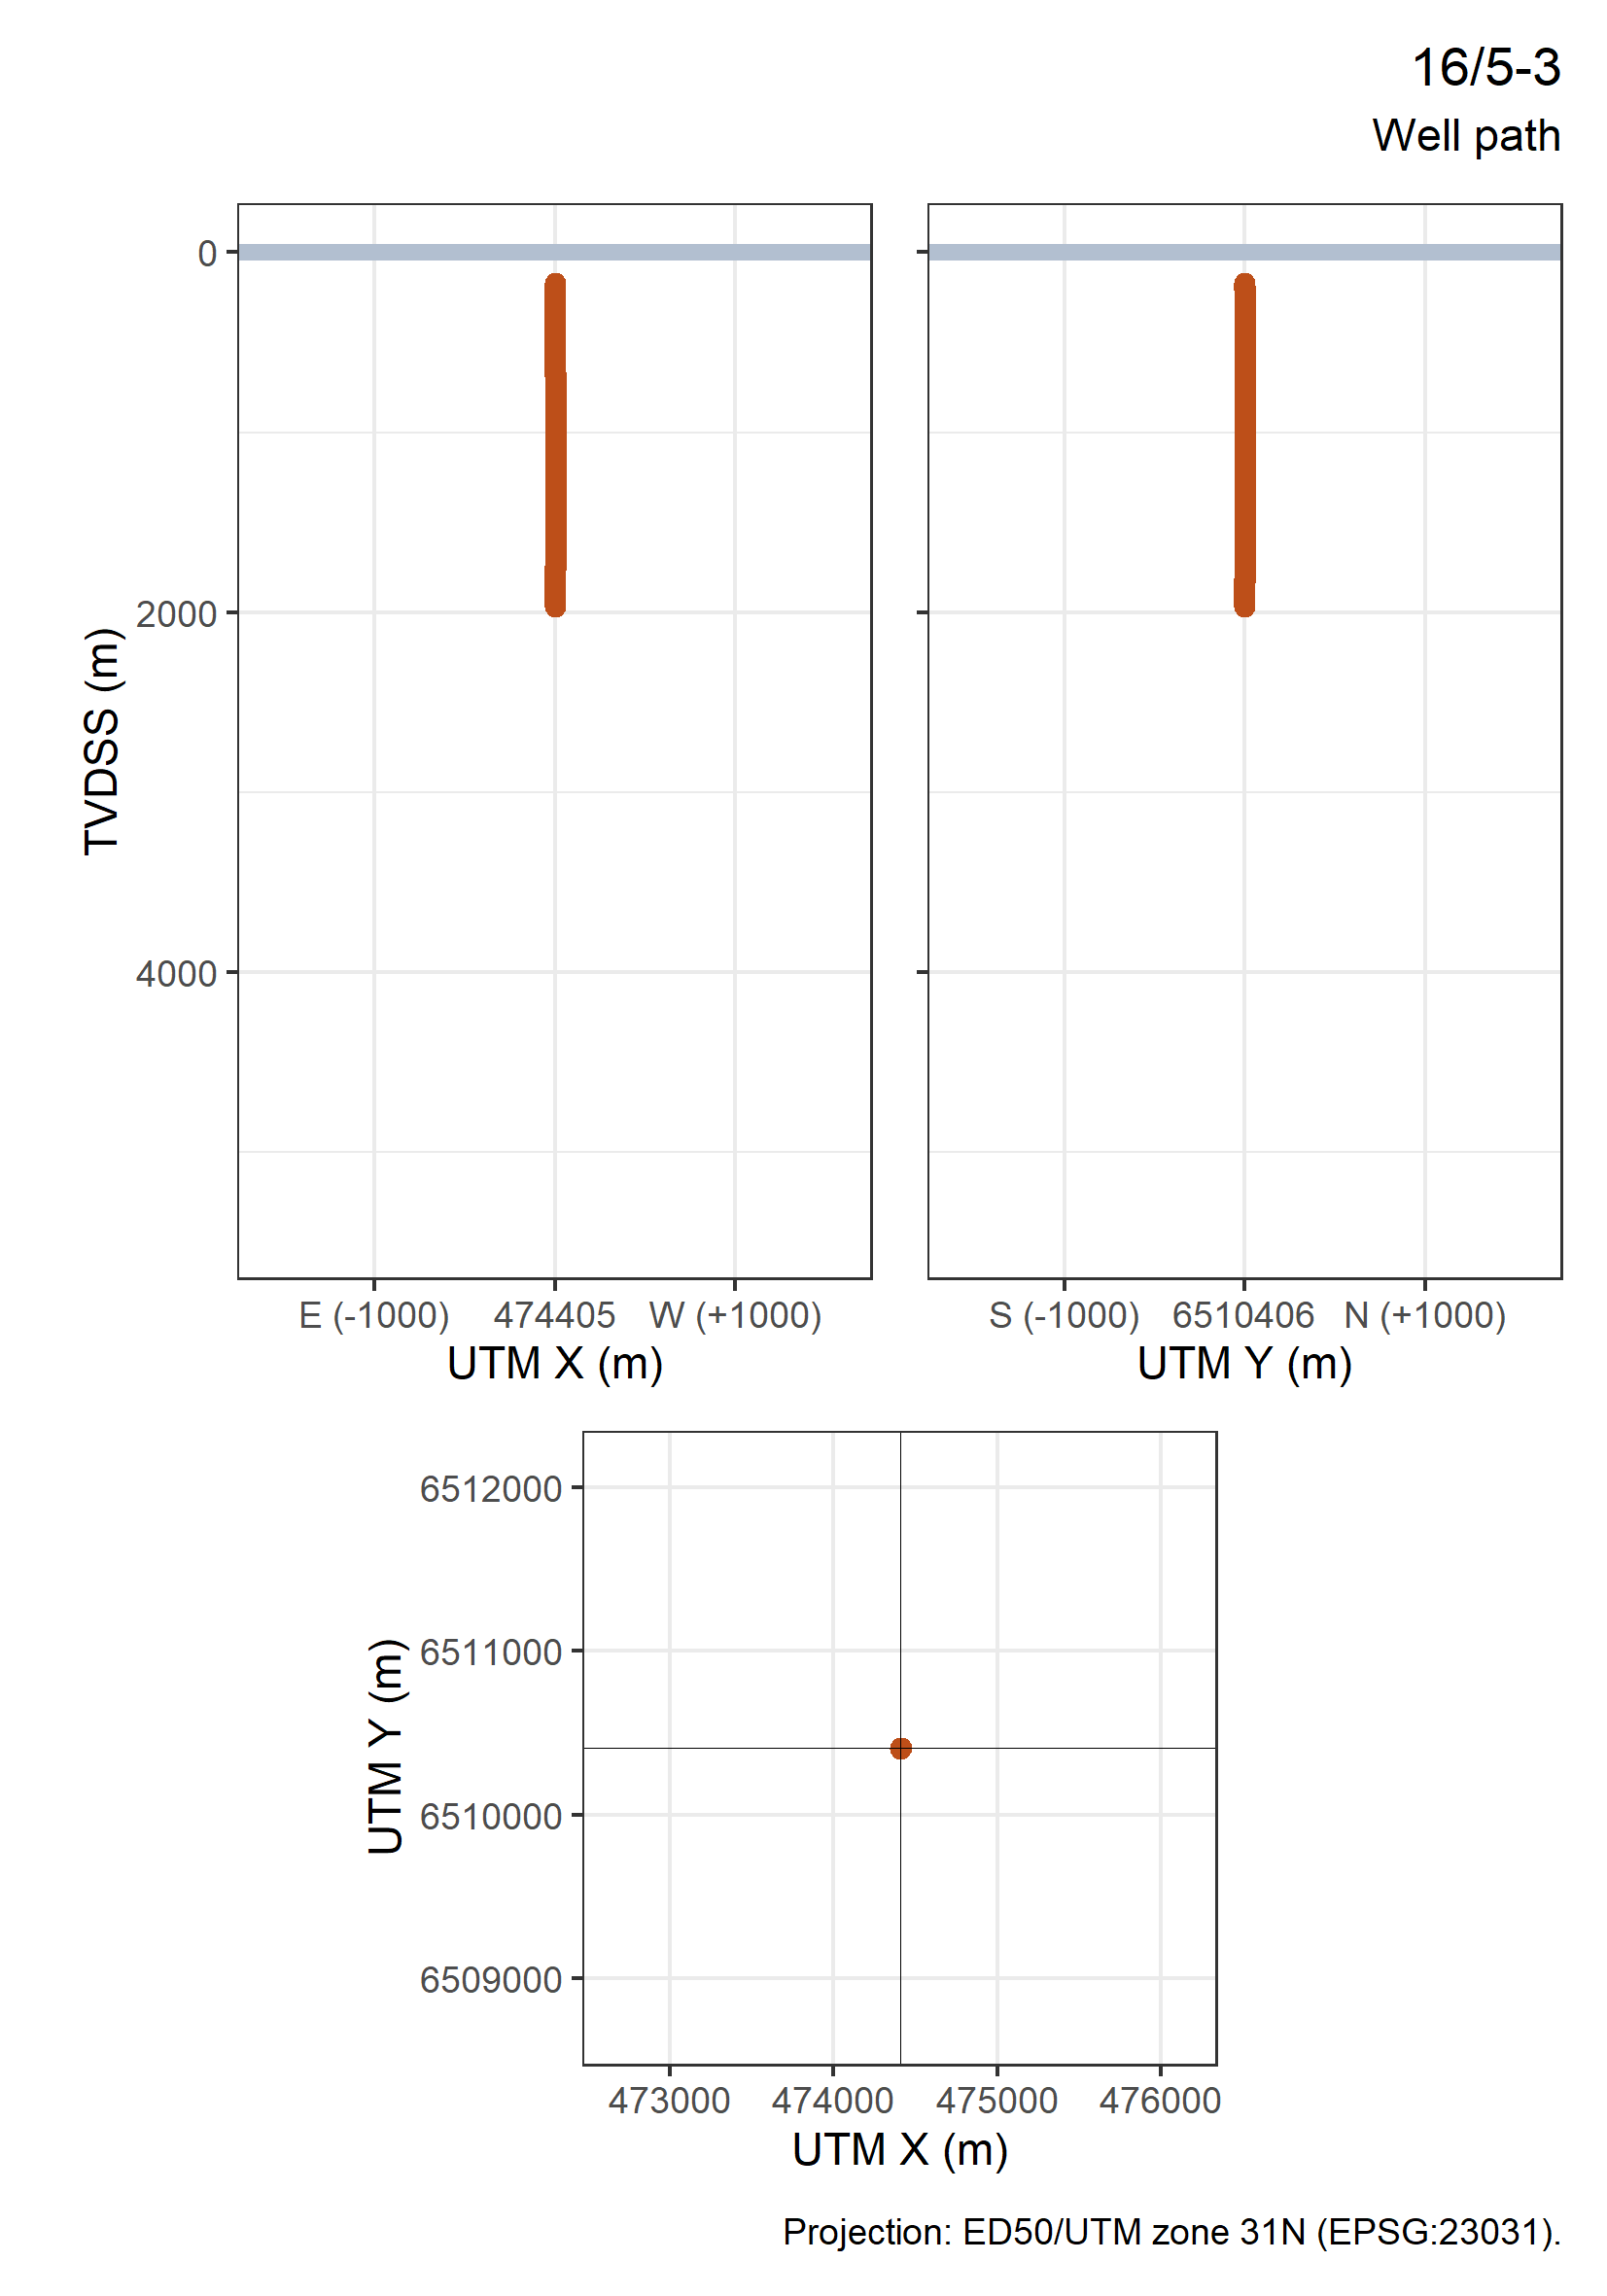 16/5-3
Well path
0
2000
4000
TVDSS (m)
E (-1000) 474405 W (+1000)
UTM X (m)
S (-1000) 6510406 N (+1000)
UTM Y (m)
6512000
6511000
6510000
6509000
UTM Y (m)
473000 474000 475000 476000
UTM X (m)
Projection: ED50/UTM zone 31N (EPSG:23031).